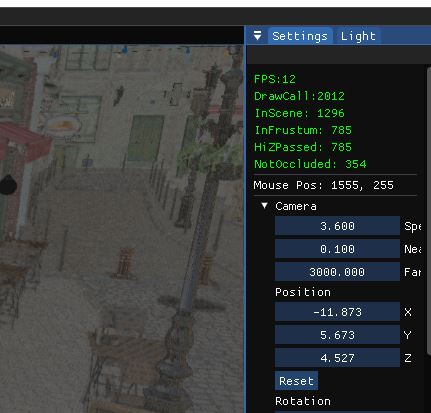 Settings Light
FPS:12
DrawCall:2012
InScene: 1296
InFrustum: 785
HiZPassed: 785
NotOccluded: 354
Mouse Pos: 1555, 255
Camera
3.600 Spe
0.100 Nea
3000.000 Far
Position
-11.873 X
5.673 Y
4.527 Z
Reset
Rotation